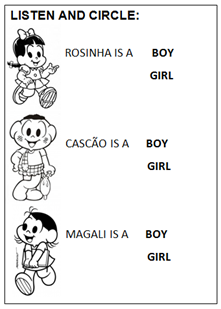 LISTEN AND CIRCLE:
ROSINHA IS A BOY
GIRL
CASCÃO IS A BOY
GIRL
MAGALI IS A BOY
GIRL